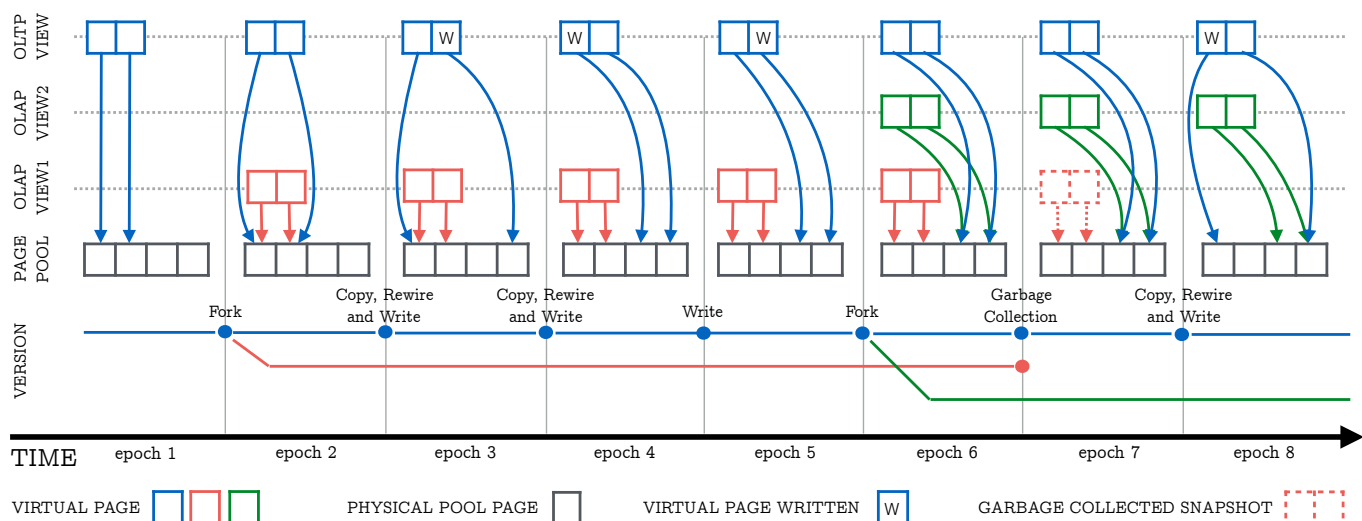 OLTP
VIEW
W
W
W
W
OLAP
VIEW2
OLAP
VIEW1
PAGE
POOL
Fork
Copy, Rewire
and Write
Copy, Rewire
and Write
Write
Fork
Garbage
Collection
Copy, Rewire
and Write
VERSION
TIME
epoch 1
epoch 2
epoch 3
epoch 4
epoch 5
epoch 6
epoch 7
epoch 8
VIRTUAL PAGE
PHYSICAL POOL PAGE
VIRTUAL PAGE WRITTEN
W
GARBAGE COLLECTED SNAPSHOT